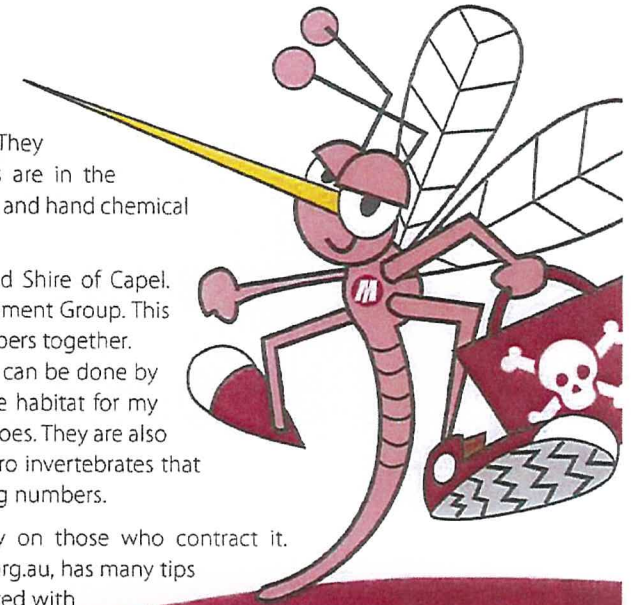 They
are in the
and hand chemical
Shire of Capel.
ment Group. This
together.
can be done by
habitat for my
oes. They are also
invertebrates that
numbers.
on those who contract it.
rg.au, has many tips
ed with
M